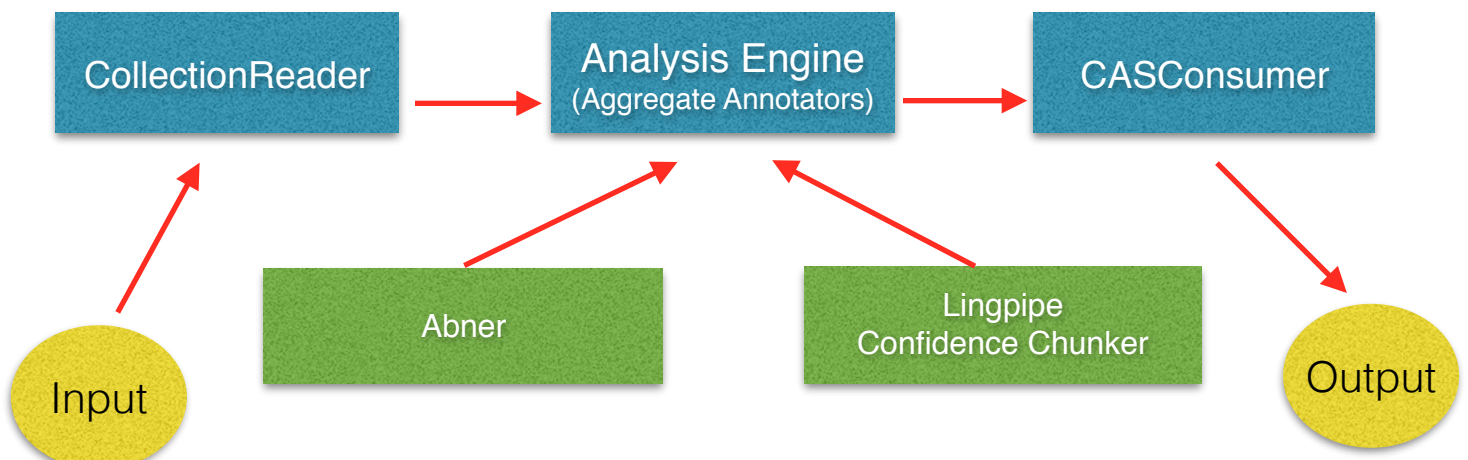 CollectionReader
Analysis Engine
(Aggregate Annotators)
CASConsumer
Abner
Lingpipe
Confidence Chunker
Input
Output